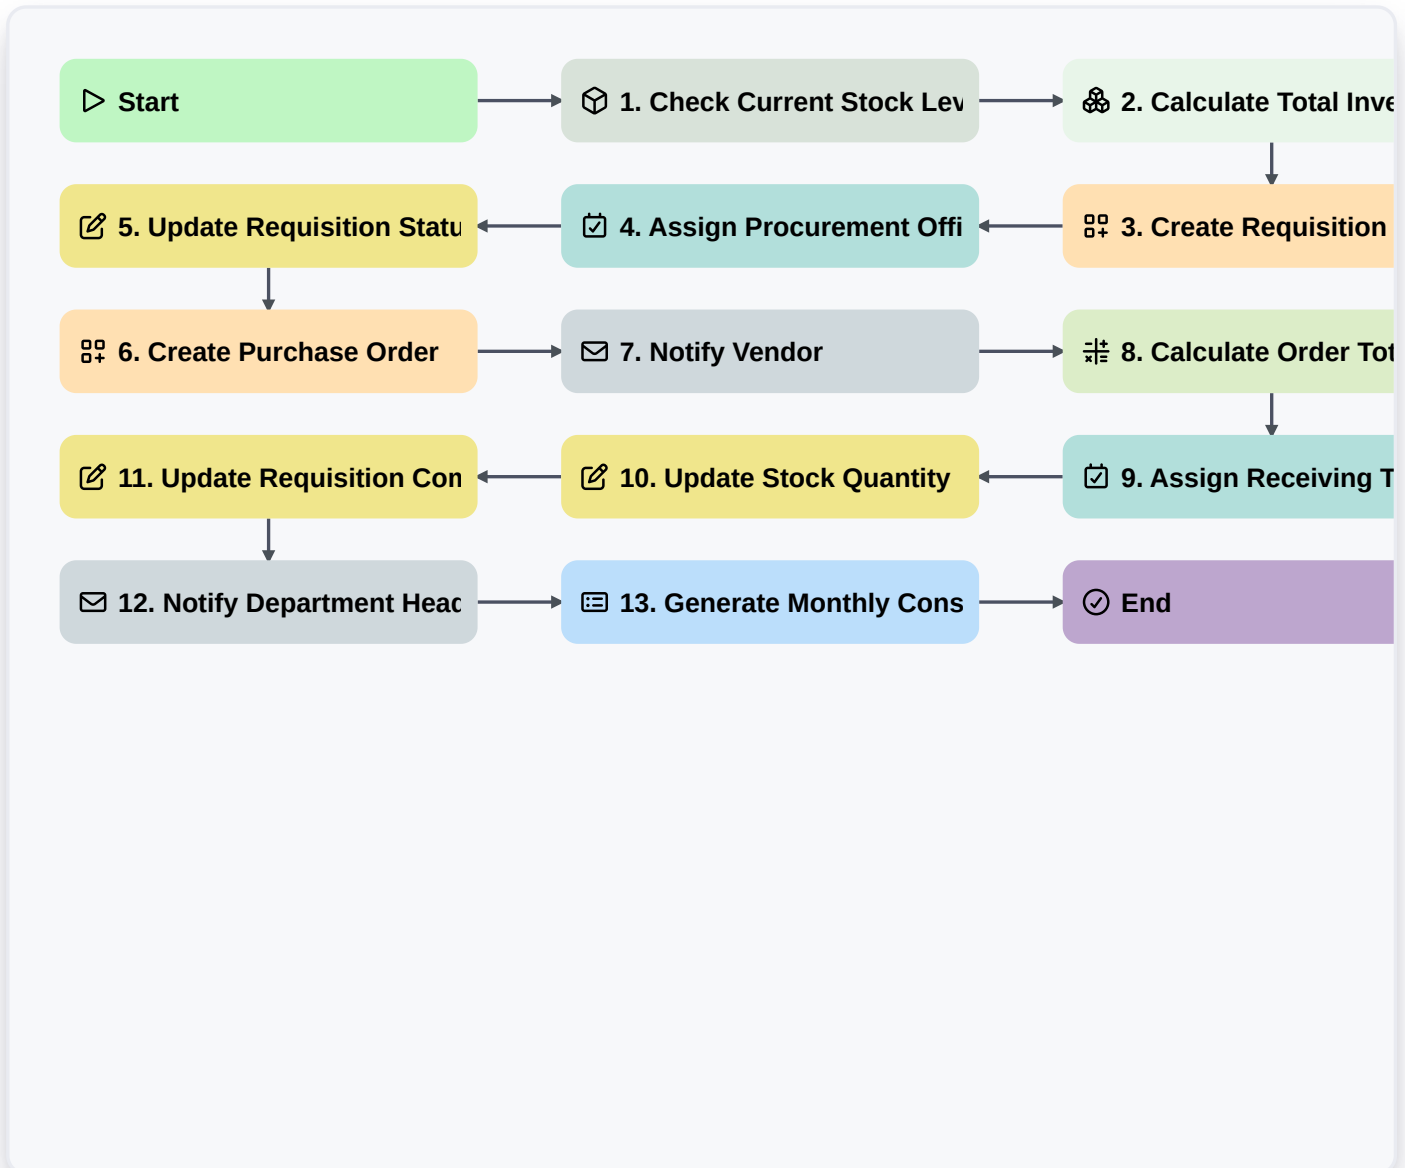 Start
1. Check Current Stock Lev
2. Calculate Total Inve
5. Update Requisition Statu
4. Assign Procurement Offi
3. Create Requisition
6. Create Purchase Order
7. Notify Vendor
8. Calculate Order Tot
11. Update Requisition Com
10. Update Stock Quantity
9. Assign Receiving T
12. Notify Department Head
13. Generate Monthly Cons
End